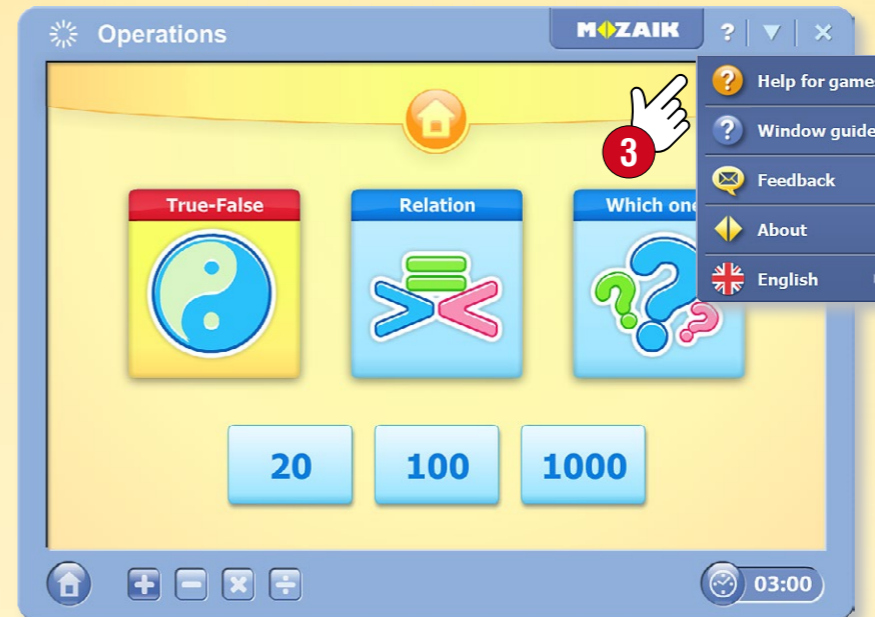 Operations
MOZAIK
?
Help for games
Window guide
Feedback
About
English
3
True-False
Relation
Which one
20
100
1000
03:00